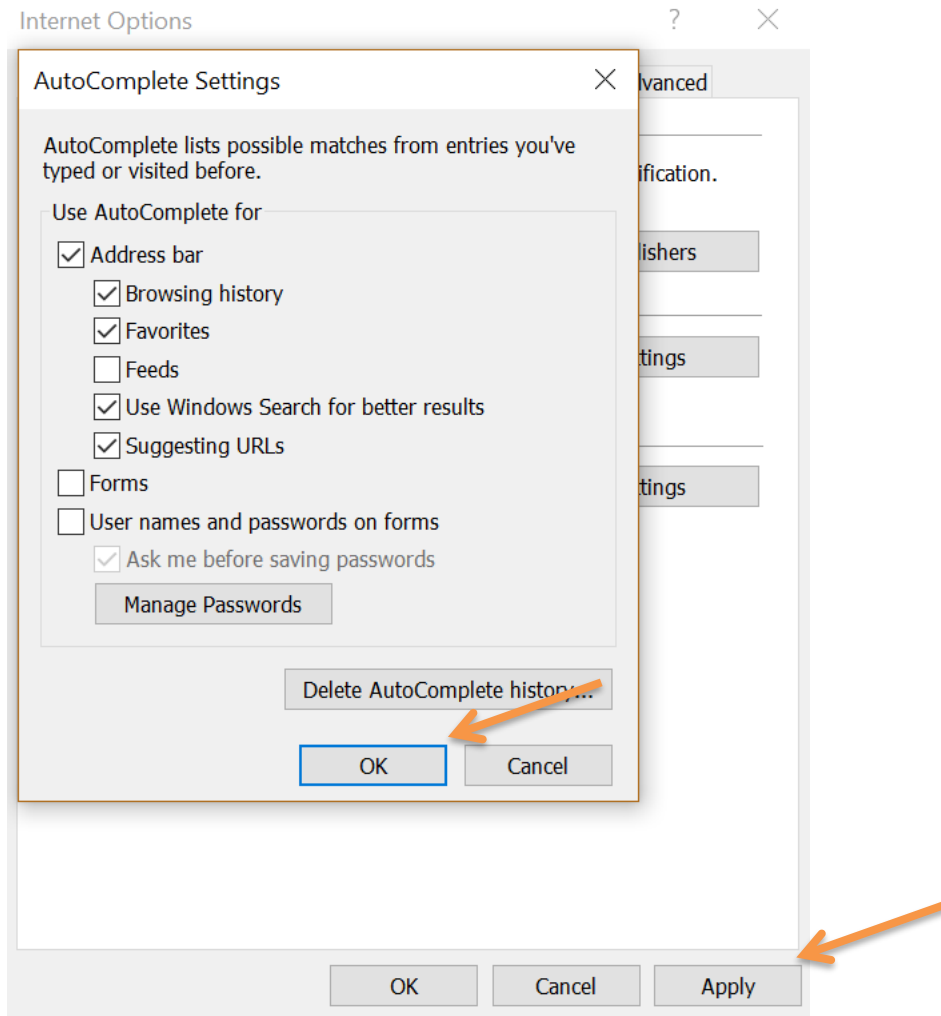 Internet Options ?
AutoComplete Settings
lvanced
AutoComplete lists possible matches from entries you've
typed or visited before.
ification.
Use AutoComplete for
Address bar
ishers
Browsing history
Favorites
tings
Feeds
Use Windows Search for better results
Suggesting URLs
Forms
tings
User names and passwords on forms
Ask me before saving passwords
Manage Passwords
Delete AutoComplete history...
OK Cancel
OK Cancel Apply